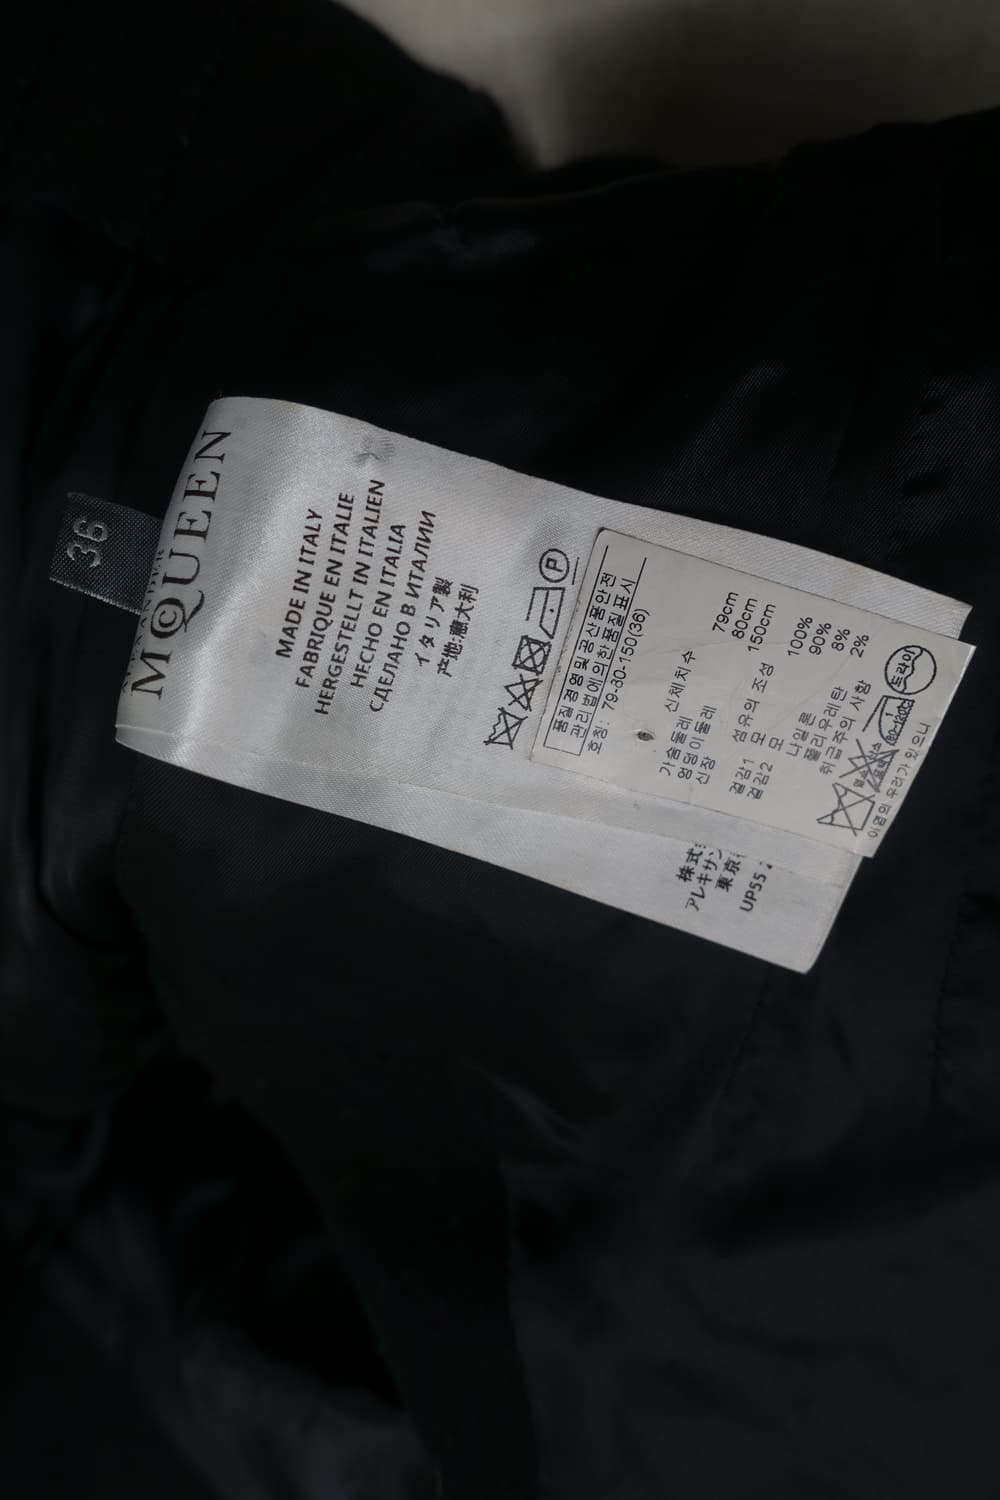 36
ALEXANDER
MCQUEEN
MADE IN ITALY
FABRIQUE EN ITALIE
HERGESTELLT IN ITALIEN
HECHO EN ITALIA
СДЕЛАНО В ИТАЛИИ
イタリア製
产地:意大利
P
품질경영및공산품안전
관리법에의한품질표시
호칭: 79-80-150(36)
신체치수
가슴둘레 79cm
엉덩이둘레 80cm
신장 150cm
섬유의 조성
겉감1 모 100%
겉감2 모 90%
나일론 8%
폴리우레탄 2%
취급주의 사항
드라이
株式
アレキサン
東京
UP55